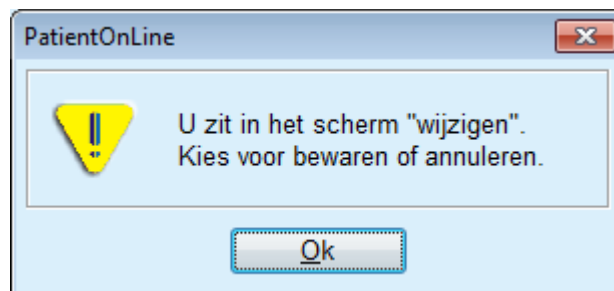 PatientOnLine
U zit in het scherm "wijzigen".
Kies voor bewaren of annuleren.
Ok